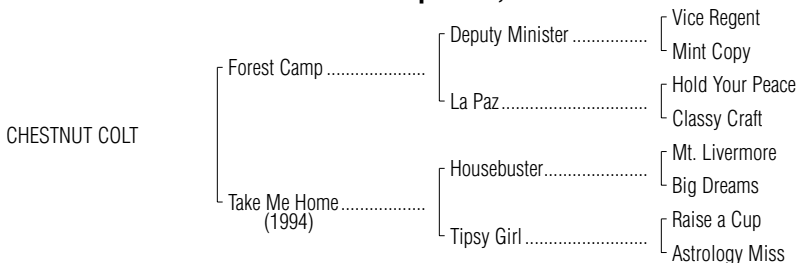 Vice Regent
Deputy Minister ................
Mint Copy
Forest Camp .....................
Hold Your Peace
La Paz...............................
Classy Craft
CHESTNUT COLT
Mt. Livermore
Housebuster......................
Big Dreams
Take Me Home..................
(1994)
Raise a Cup
Tipsy Girl ..........................
Astrology Miss